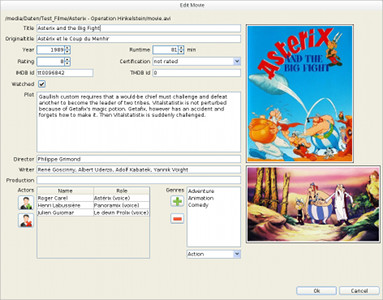 Edit Movie
/media/Daten/Test_Filme/Asterix - Operation Hinkelstein/movie.avi
Title Asterix and the Big Fight
Originaltitle Astérix et le Coup du Menhir
Year 1989 Runtime 81 min
Rating 8 Certification not rated
IMDB Id tt0096842 TMDB Id 0
Watched
Plot Gaulish custom requires that a would-be chief must challenge and defeat
another to become the leader of two tribes. Vitalstatistix is not perturbed
because of Getafix's magic potion. Getafix, however has an accident and
forgets how to make it. Then Vitalstatistix is suddenly challenged.
Director Philippe Grimond
Writer René Goscinny, Albert Uderzo, Adolf Kabatek, Yannik Voight
Production
Actors Name Role Genres
Roger Carel Astérix (voice)
Henri Labussière Panoramix (voice)
Julien Guiomar Le devin Prolix (voice)
Adventure
Animation
Comedy
Action
Asterix
AND THE
BIG FIGHT
Ok Cancel